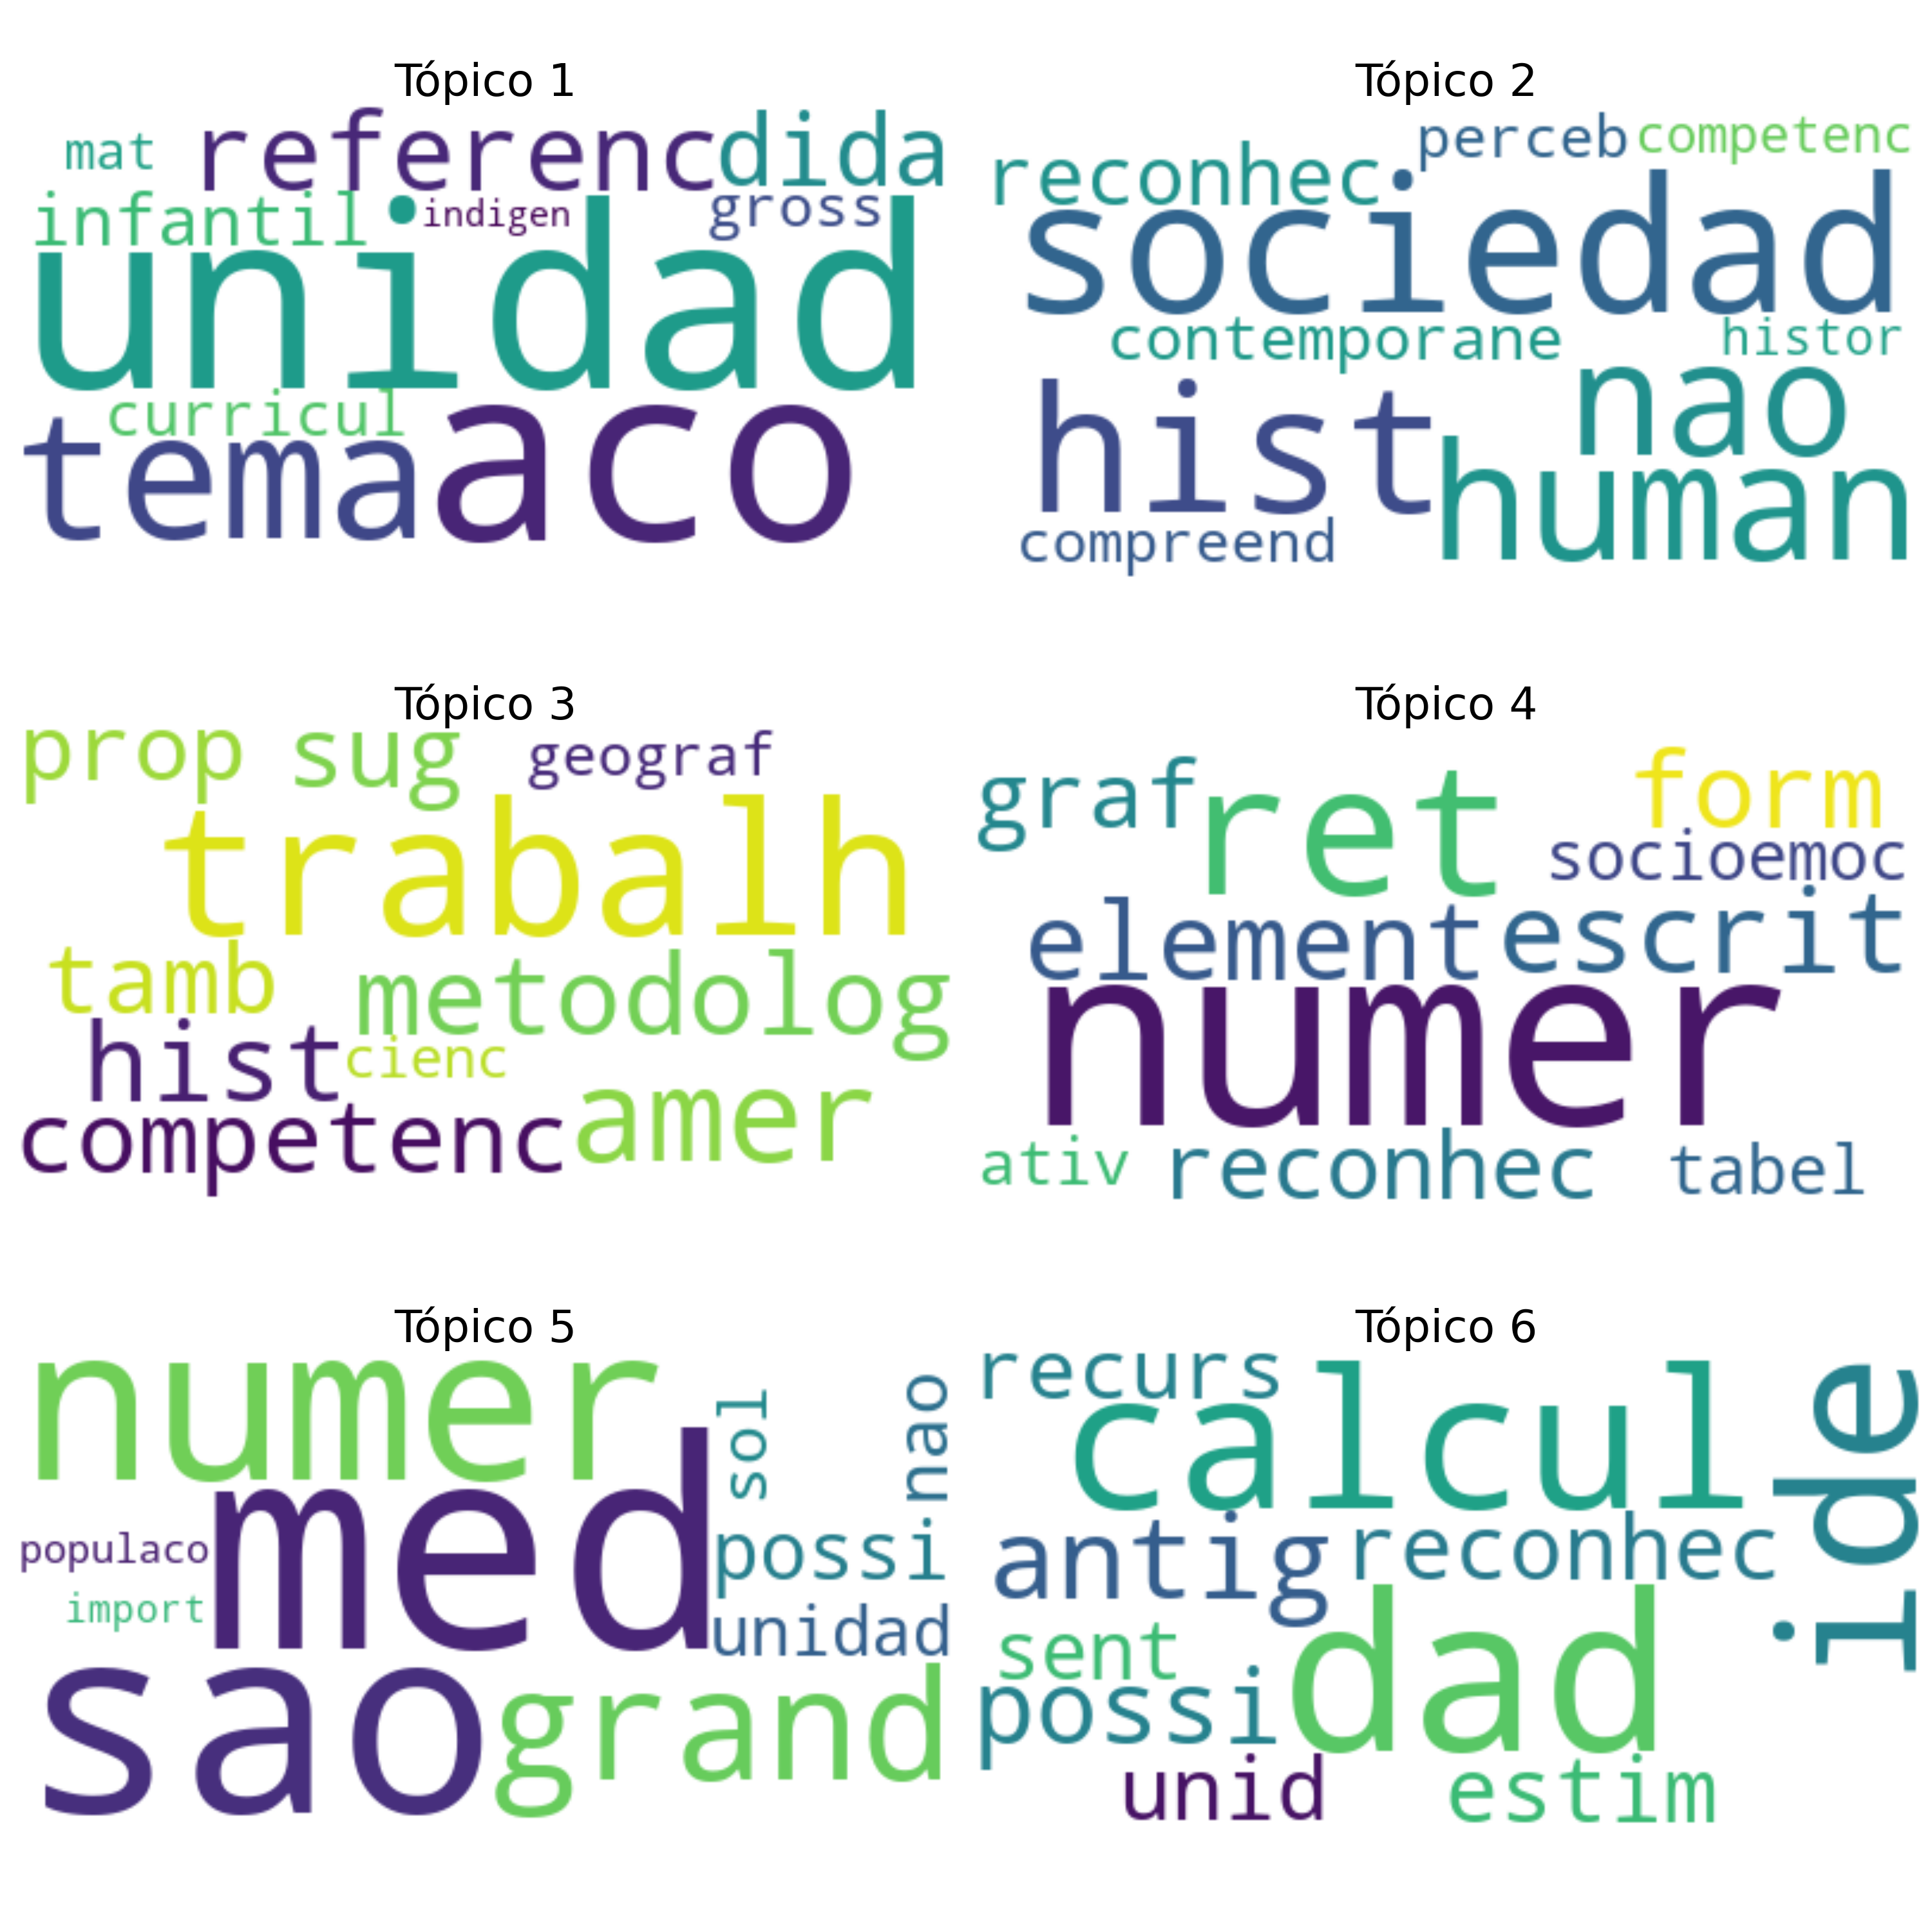 Tópico 1
mat
referenc
dida
infantil
indigen
gross
unidad
curricul
tema
aco
Tópico 2
perceb
competenc
reconhec
sociedad
contemporane
histor
hist
nao
human
compreend
Tópico 3
prop
sug
geograf
trabalh
tamb
metodolog
hist
cienc
competenc
amer
Tópico 4
graf
ret
form
socioemoc
element
escrit
numer
ativ
reconhec
tabel
Tópico 5
numer
sol
nao
med
populaco
possi
import
unidad
sao
grand
Tópico 6
recurs
calcul
ide
antig
reconhec
sent
dad
possi
unid
estim